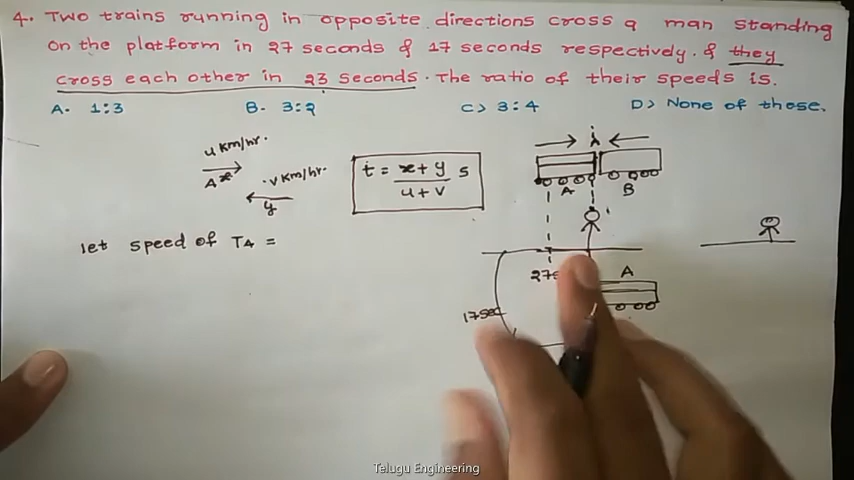 4. Two trains running in opposite directions cross a man standing
on the platform in 27 seconds & 17 seconds respectively. & they
cross each other in 23 seconds. The ratio of their speeds is.
A. 1:3 B. 3:2 C> 3:4 D> None of these.
u km/hr.
A x
v km/hr.
y
t = x+y / u+v s
A B
let speed of TA =
27
A
17sec
Telugu Engineering